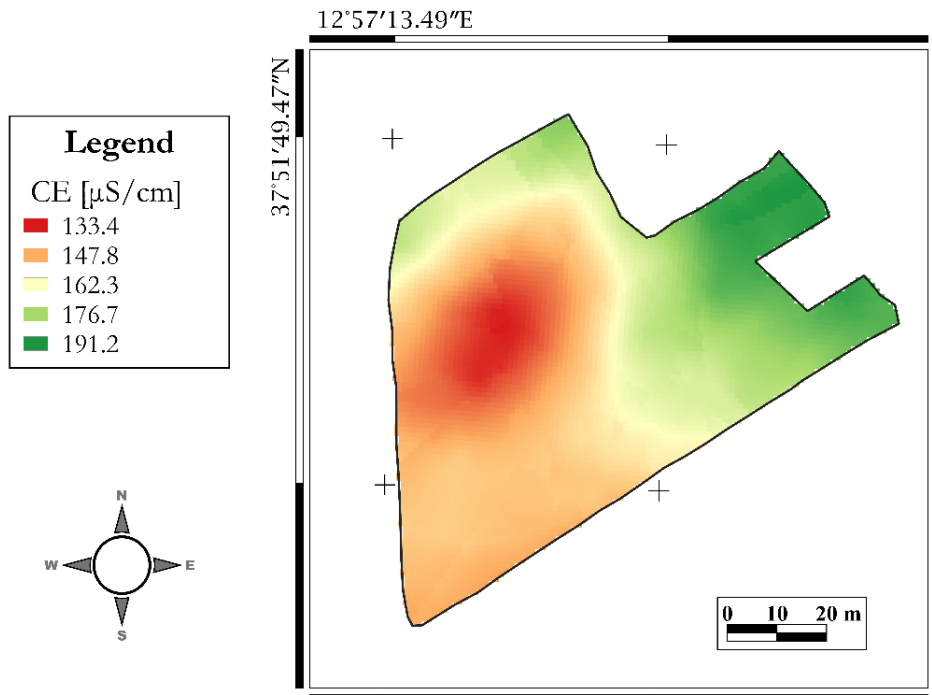 12°57′13.49″E
37°51′49.47″N
Legend
CE [μS/cm]
133.4
147.8
162.3
176.7
191.2
N
W E
S
0 10 20 m